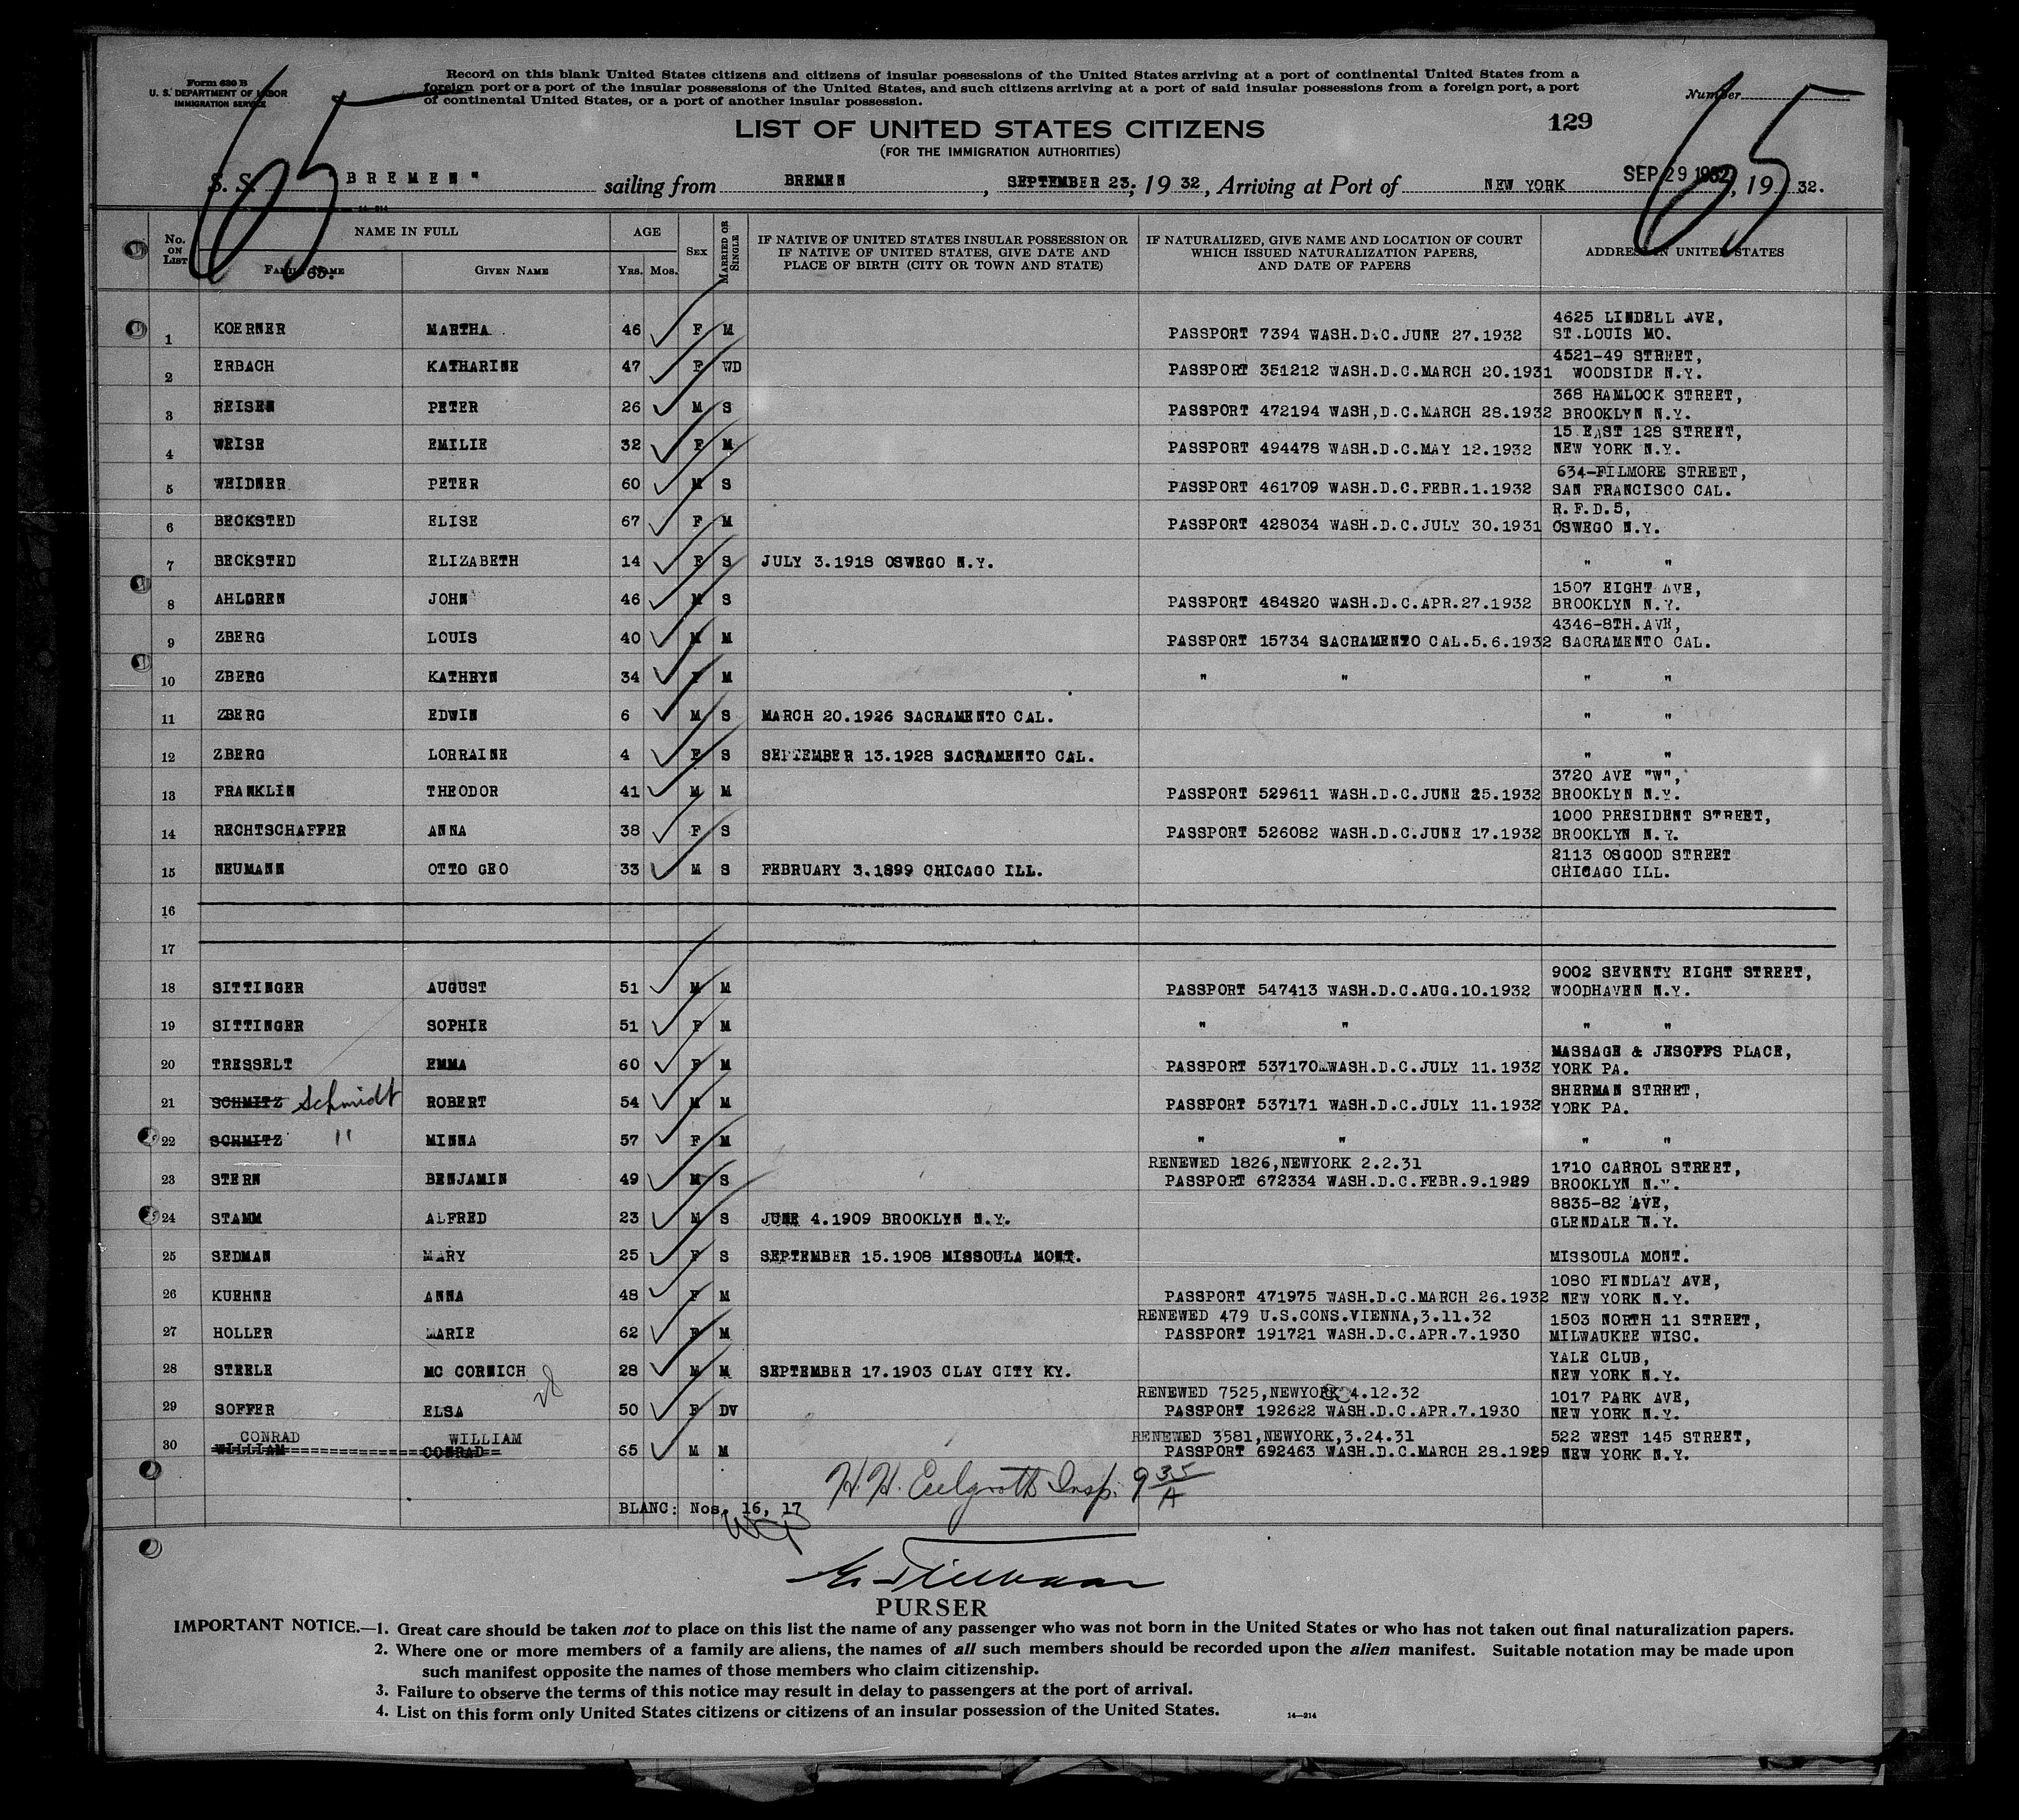 Form 630 B
U. S. DEPARTMENT OF LABOR
IMMIGRATION SERVICE
Record on this blank United States citizens and citizens of insular possessions of the United States arriving at a port of continental United States from a
foreign port or a port of the insular possessions of the United States, and such citizens arriving at a port of said insular possessions from a foreign port, a port
of continental United States, or a port of another insular possession.
Number
65
65
LIST OF UNITED STATES CITIZENS
129
(FOR THE IMMIGRATION AUTHORITIES)
S. S. BREMEN" sailing from BREMEN, SEPTEMBER 23; 19 32, Arriving at Port of NEW YORK SEP 29 1932, 19 32.
14-214
No. ON LIST
NAME IN FULL
AGE
SEX
MARRIED OR SINGLE
IF NATIVE OF UNITED STATES INSULAR POSSESSION OR
IF NATIVE OF UNITED STATES, GIVE DATE AND
PLACE OF BIRTH (CITY OR TOWN AND STATE)
IF NATURALIZED, GIVE NAME AND LOCATION OF COURT
WHICH ISSUED NATURALIZATION PAPERS,
AND DATE OF PAPERS
ADDRESS IN UNITED STATES
FAMILY NAME 65. GIVEN NAME YRS. MOS.
4625 LINDELL AVE,
1 KOERNER MARTHA 46 F M PASSPORT 7394 WASH.D.C.JUNE 27.1932 ST.LOUIS MO.
4521-49 STREET,
2 ERBACH KATHARINE 47 F WD PASSPORT 351212 WASH.D.C.MARCH 20.1931 WOODSIDE N.Y.
368 HAMLOCK STREET,
3 REISEN PETER 26 M S PASSPORT 472194 WASH,D.C.MARCH 28.1932 BROOKLYN N.Y.
15 EAST 128 STREET,
4 WEISE EMILIE 32 F M PASSPORT 494478 WASH.D.C.MAY 12.1932 NEW YORK N.Y.
634-FILMORE STREET,
5 WEIDNER PETER 60 M S PASSPORT 461709 WASH.D.C.FEBR.1.1932 SAN FRANCISCO CAL.
R.F.D.5,
6 BECKSTED ELISE 67 F M PASSPORT 428034 WASH.D.C.JULY 30.1931 OSWEGO N.Y.
7 BECKSTED ELIZABETH 14 F S JULY 3.1918 OSWEGO N.Y. " "
1507 EIGHT AVE,
8 AHLGREN JOHN 46 M S PASSPORT 484820 WASH.D.C.APR.27.1932 BROOKLYN N.Y.
4346-8TH.AVE,
9 ZBERG LOUIS 40 M M PASSPORT 15734 SACRAMENTO CAL.5.6.1932 SACRAMENTO CAL.
10 ZBERG KATHRYN 34 F M " " " "
11 ZBERG EDWIN 6 M S MARCH 20.1926 SACRAMENTO CAL. " "
12 ZBERG LORRAINE 4 F S SEPTEMBER 13.1928 SACRAMENTO CAL. " "
3720 AVE "W",
13 FRANKLIN THEODOR 41 M M PASSPORT 529611 WASH.D.C.JUNE 25.1932 BROOKLYN N.Y.
1000 PRESIDENT STREET,
14 RECHTSCHAFFER ANNA 38 F S PASSPORT 526082 WASH.D.C.JUNE 17.1932 BROOKLYN N.Y.
2113 OSGOOD STREET
15 NEUMANN OTTO GEO 33 M S FEBRUARY 3.1899 CHICAGO ILL. CHICAGO ILL.
16
17
9002 SEVENTY EIGHT STREET,
18 SITTINGER AUGUST 51 M M PASSPORT 547413 WASH.D.C.AUG.10.1932 WOODHAVEN N.Y.
19 SITTINGER SOPHIE 51 F M " " " "
MASSAGE & JESOPFS PLACE,
20 TRESSELT EMMA 60 F M PASSPORT 537170 WASH.D.C.JULY 11.1932 YORK PA.
SHERMAN STREET,
21 SCHMITZ Schmidt ROBERT 54 M M PASSPORT 537171 WASH.D.C.JULY 11.1932 YORK PA.
22 SCHMITZ " MINNA 57 F M " " " "
RENEWED 1826,NEWYORK 2.2.31 1710 CARROL STREET,
23 STERN BENJAMIN 49 M S PASSPORT 672334 WASH.D.C.FEBR.9.1929 BROOKLYN N.Y.
8835-82 AVE,
24 STAMM ALFRED 23 M S JUNE 4.1909 BROOKLYN N.Y. GLENDALE N.Y.
25 SEDMAN MARY 25 F S SEPTEMBER 15.1908 MISSOULA MONT. MISSOULA MONT.
1080 FINDLAY AVE,
26 KUEHNE ANNA 48 F M PASSPORT 471975 WASH.D.C.MARCH 26.1932 NEW YORK N.Y.
RENEWED 479 U.S.CONS.VIENNA,3.11.32 1503 NORTH 11 STREET,
27 HOLLER MARIE 62 F M PASSPORT 191721 WASH.D.C.APR.7.1930 MILWAUKEE WISC.
YALE CLUB,
28 STEELE MC CORNICH 28 M M SEPTEMBER 17.1903 CLAY CITY KY. NEW YORK N.Y.
RENEWED 7525,NEWYORK 4.12.32 1017 PARK AVE,
29 SOFFER ELSA 50 F DV PASSPORT 192622 WASH.D.C.APR.7.1930 NEW YORK N.Y.
CONRAD WILLIAM RENEWED 3581,NEWYORK,3.24.31 522 WEST 145 STREET,
30 WILLIAM CONRAD 65 M M PASSPORT 692463 WASH.D.C.MARCH 28.1929 NEW YORK N.Y.
H. H. Insp. 9 35/A
BLANC: Nos. 16, 17
PURSER
IMPORTANT NOTICE.—1. Great care should be taken not to place on this list the name of any passenger who was not born in the United States or who has not taken out final naturalization papers.
2. Where one or more members of a family are aliens, the names of all such members should be recorded upon the alien manifest. Suitable notation may be made upon
such manifest opposite the names of those members who claim citizenship.
3. Failure to observe the terms of this notice may result in delay to passengers at the port of arrival.
4. List on this form only United States citizens or citizens of an insular possession of the United States.
14—214